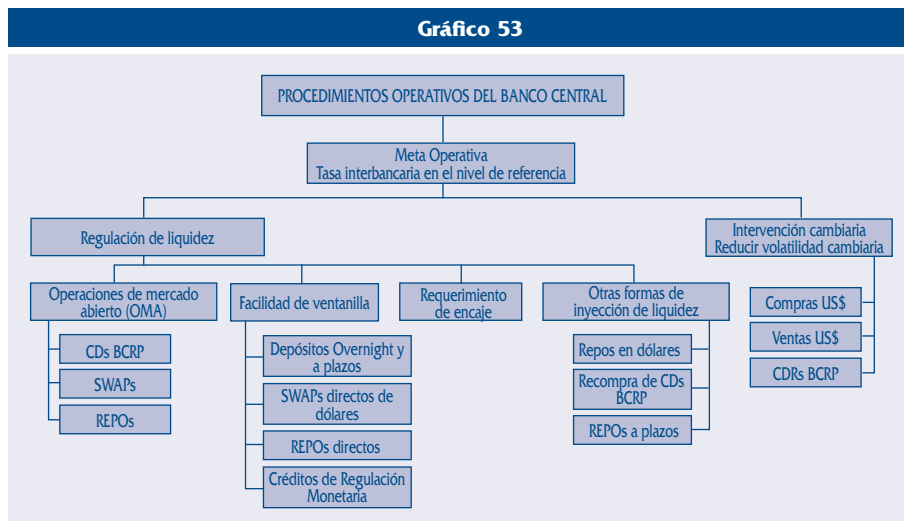 Gráfico 53
PROCEDIMIENTOS OPERATIVOS DEL BANCO CENTRAL
Meta Operativa
Tasa interbancaria en el nivel de referencia
Regulación de liquidez
Intervención cambiaria
Reducir volatilidad cambiaria
Operaciones de mercado
abierto (OMA)
CDs BCRP
SWAPs
REPOs
Facilidad de ventanilla
Depósitos Overnight y
a plazos
SWAPs directos de
dólares
REPOs directos
Créditos de Regulación
Monetaria
Requerimiento
de encaje
Otras formas de
inyección de liquidez
Repos en dólares
Recompra de CDs
BCRP
REPOs a plazos
Compras US$
Ventas US$
CDRs BCRP